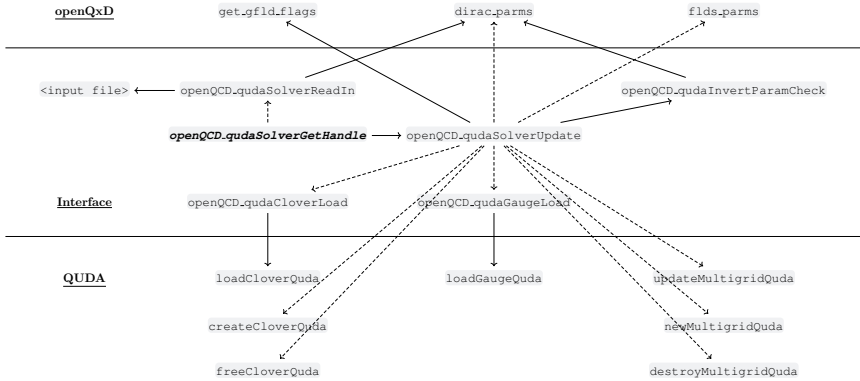 openQxD get_gfld_flags dirac_parms flds_parms
<input file> openQCD_qudaSolverReadIn openQCD_qudaInvertParamCheck
openQCD_qudaSolverGetHandle openQCD_qudaSolverUpdate
Interface openQCD_qudaCloverLoad openQCD_qudaGaugeLoad
QUDA loadCloverQuda loadGaugeQuda updateMultigridQuda
createCloverQuda newMultigridQuda
freeCloverQuda destroyMultigridQuda